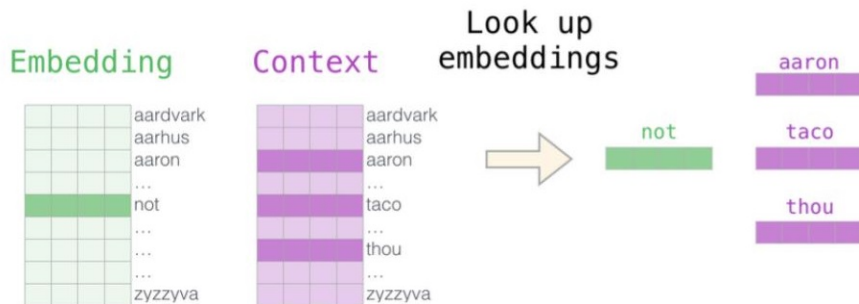 Look up
embeddings
Embedding
Context
aardvark
aarhus
aaron
...
not
...
...
...
zyzzyva
aardvark
aarhus
aaron
...
taco
...
thou
...
zyzzyva
not
aaron
taco
thou